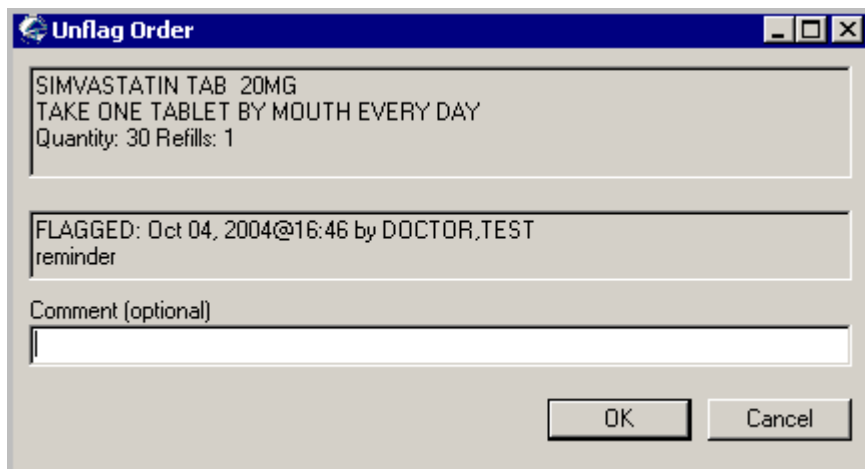 Unflag Order
SIMVASTATIN TAB  20MG
TAKE ONE TABLET BY MOUTH EVERY DAY
Quantity: 30 Refills: 1
FLAGGED: Oct 04, 2004@16:46 by DOCTOR,TEST
reminder
Comment (optional)
OK
Cancel